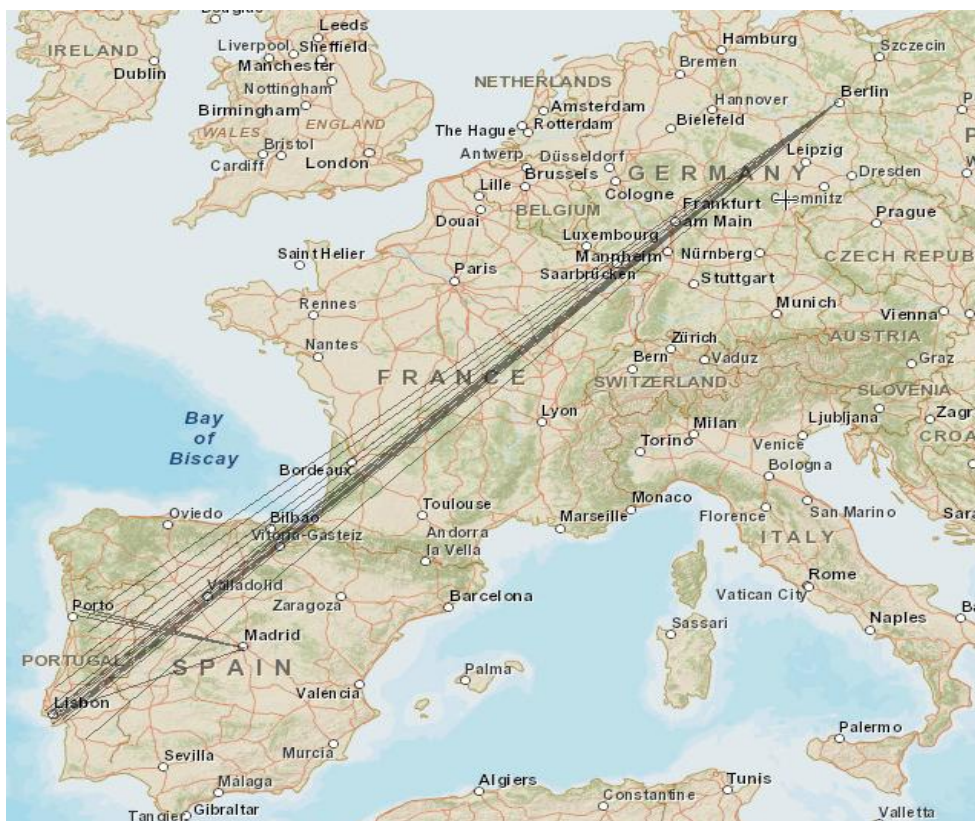 Leeds
Hamburg
IRELAND
Liverpool
Sheffield
Szczecin
Dublin
Manchester
Bremen
NETHERLANDS
Nottingham
Berlin
Birmingham
Amsterdam
Hannover
WALES
ENGLAND
The Hague
Rotterdam
Bielefeld
Bristol
Cardiff
London
Antwerp
Düsseldorf
Leipzig
Brussels
GERMANY
Dresden
Lille
Cologne
Chemnitz
Douai
BELGIUM
Frankfurt
am Main
Prague
Luxembourg
Saint Helier
Mannheim
Nürnberg
CZECH REPUB
Paris
Saarbrücken
Stuttgart
Rennes
Munich
Vienna
Nantes
Zürich
AUSTRIA
Bern
Vaduz
Graz
FRANCE
SWITZERLAND
SLOVENIA
Bay
of
Biscay
Lyon
Milan
Ljubljana
Zagr
Torino
Venice
CROA
Bordeaux
Bologna
Toulouse
Monaco
Oviedo
Bilbao
Marseille
Florence
San Marino
Sara
Vitoria-Gasteiz
Andorra
la Vella
ITALY
Valladolid
Rome
Zaragoza
Barcelona
Vatican City
Porto
Naples
Ba
Madrid
Sassari
PORTUGAL
SPAIN
Palma
Valencia
Lisbon
Palermo
Sevilla
Murcia
Málaga
Algiers
Tunis
Gibraltar
Constantine
Tangier
Valletta